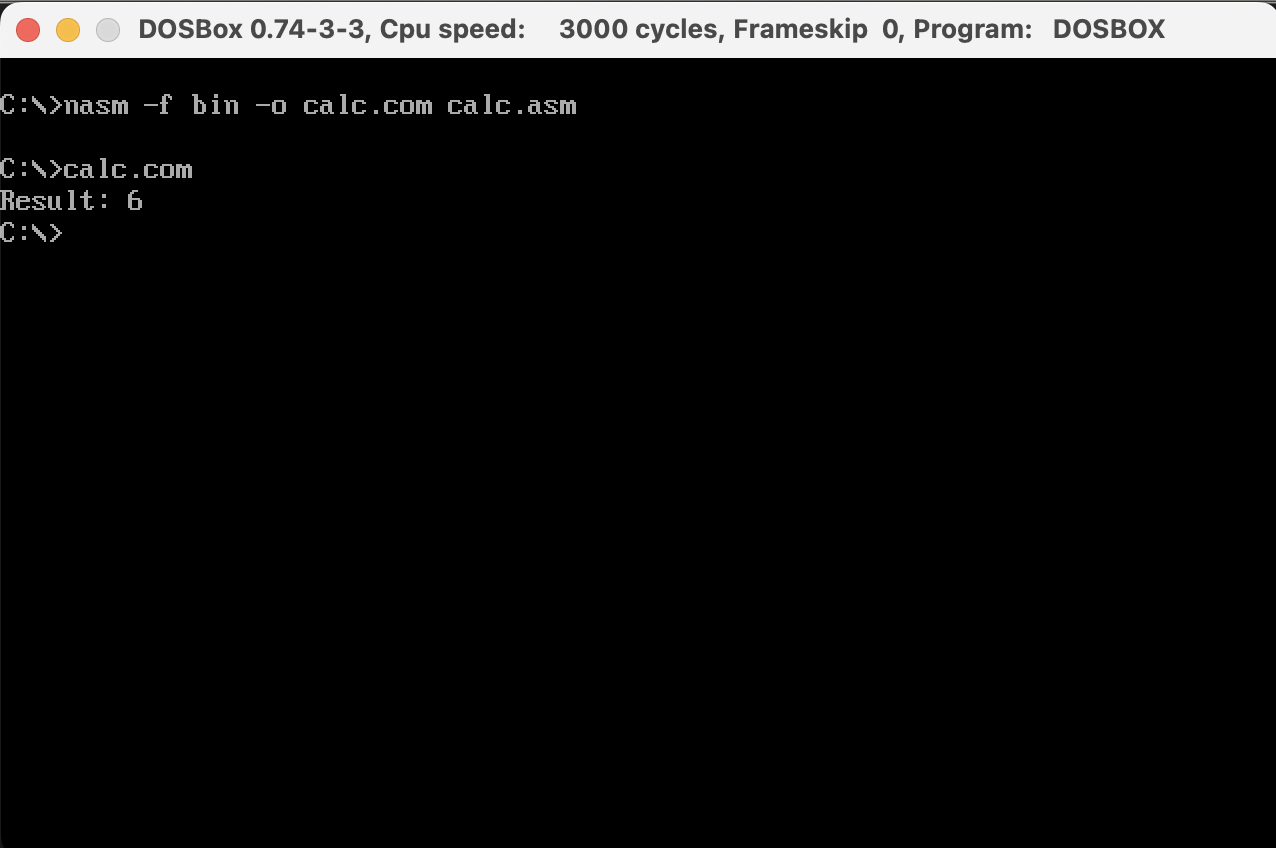 DOSBox 0.74-3-3, Cpu speed:    3000 cycles, Frameskip  0, Program:   DOSBOX
C:\>nasm -f bin -o calc.com calc.asm
C:\>calc.com
Result: 6
C:\>